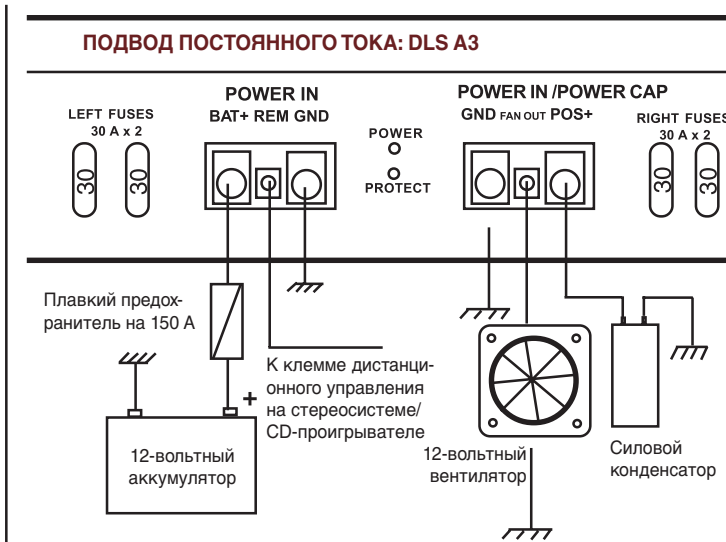 ПОДВОД ПОСТОЯННОГО ТОКА: DLS A3
POWER IN
POWER IN /POWER CAP
LEFT FUSES
30 A x 2
BAT+ REM GND
POWER
PROTECT
GND FAN OUT POS+
RIGHT FUSES
30 A x 2
30
30
30
30
Плавкий предох-
ранитель на 150 А
+
К клемме дистанци-
онного управления
на стереосистеме/
CD-проигрывателе
12-вольтный
аккумулятор
12-вольтный
вентилятор
Силовой
конденсатор